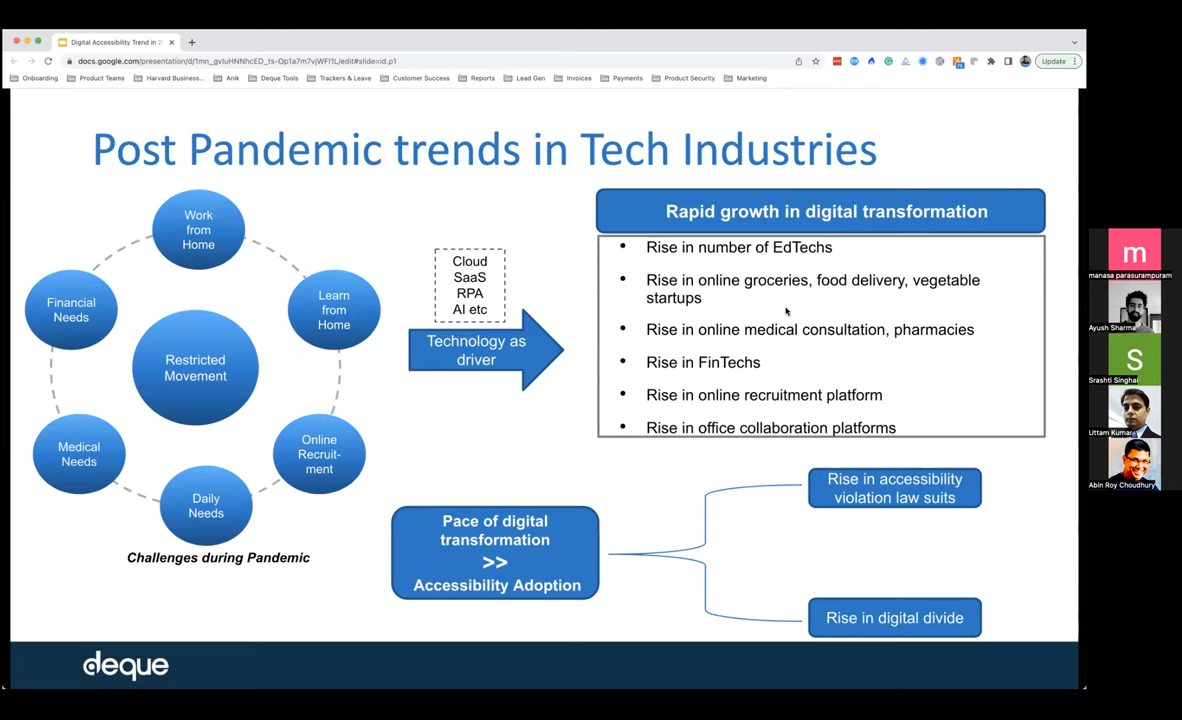 Digital Accessibility Trend in 2
docs.google.com/presentation/d/1mn_gvluHNNhcED_ts-Op1a7m7vjWFI1L/edit#slide=id.p1
Update
Onboarding
Product Teams
Harvard Business...
Anik
Deque Tools
Trackers & Leave
Customer Success
Reports
Lead Gen
Invoices
Payments
Product Security
Marketing
Post Pandemic trends in Tech Industries
Work
from
Home
Financial
Needs
Learn
from
Home
Restricted
Movement
Medical
Needs
Online
Recruit-
ment
Daily
Needs
Challenges during Pandemic
Cloud
SaaS
RPA
AI etc
Technology as
driver
Rapid growth in digital transformation
• Rise in number of EdTechs
• Rise in online groceries, food delivery, vegetable
startups
• Rise in online medical consultation, pharmacies
• Rise in FinTechs
• Rise in online recruitment platform
• Rise in office collaboration platforms
Pace of digital
transformation
>>
Accessibility Adoption
Rise in accessibility
violation law suits
Rise in digital divide
deque
m
manasa parasurampuram
Ayush Sharma
S
Srashti Singhai
Uttam Kumar
Abin Roy Choudhury